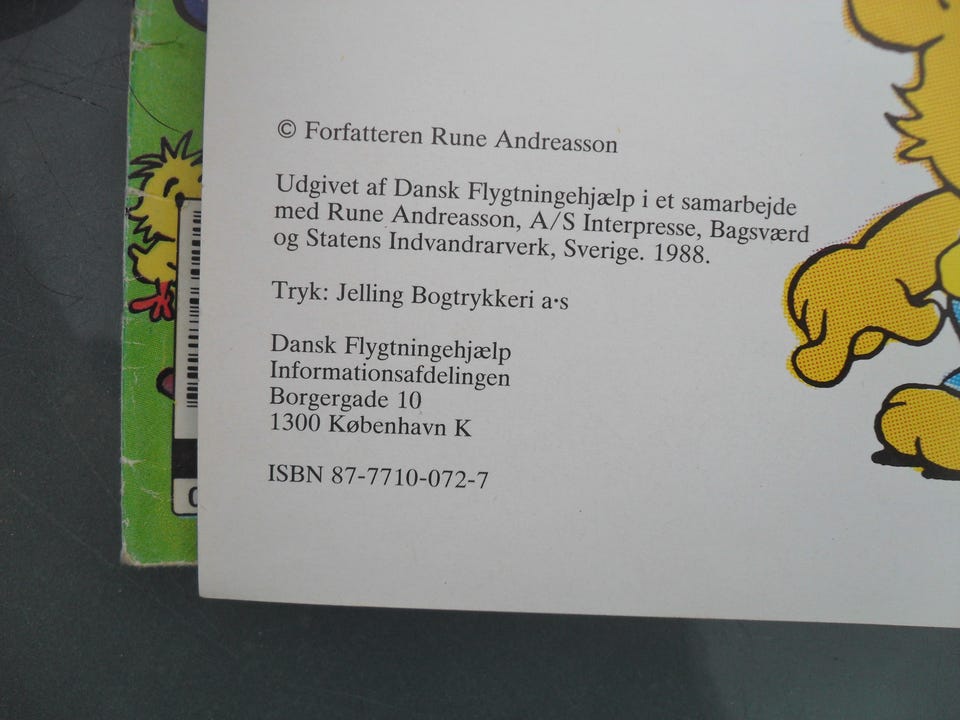 © Forfatteren Rune Andreasson
Udgivet af Dansk Flygtningehjælp i et samarbejde
med Rune Andreasson, A/S Interpresse, Bagsværd
og Statens Indvandrarverk, Sverige. 1988.
Tryk: Jelling Bogtrykkeri a·s
Dansk Flygtningehjælp
Informationsafdelingen
Borgergade 10
1300 København K
ISBN 87-7710-072-7